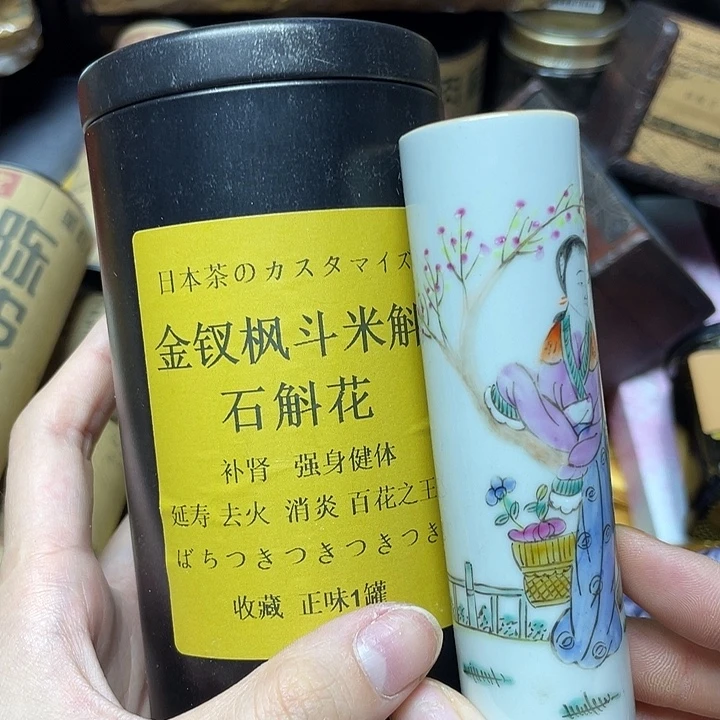 日本茶のカスタマイズ
金钗枫斗米斛
石斛花
补肾 强身健体
延寿 去火 消炎 百花之王
ばちつきつきつきつき
收藏 正味1罐
陈